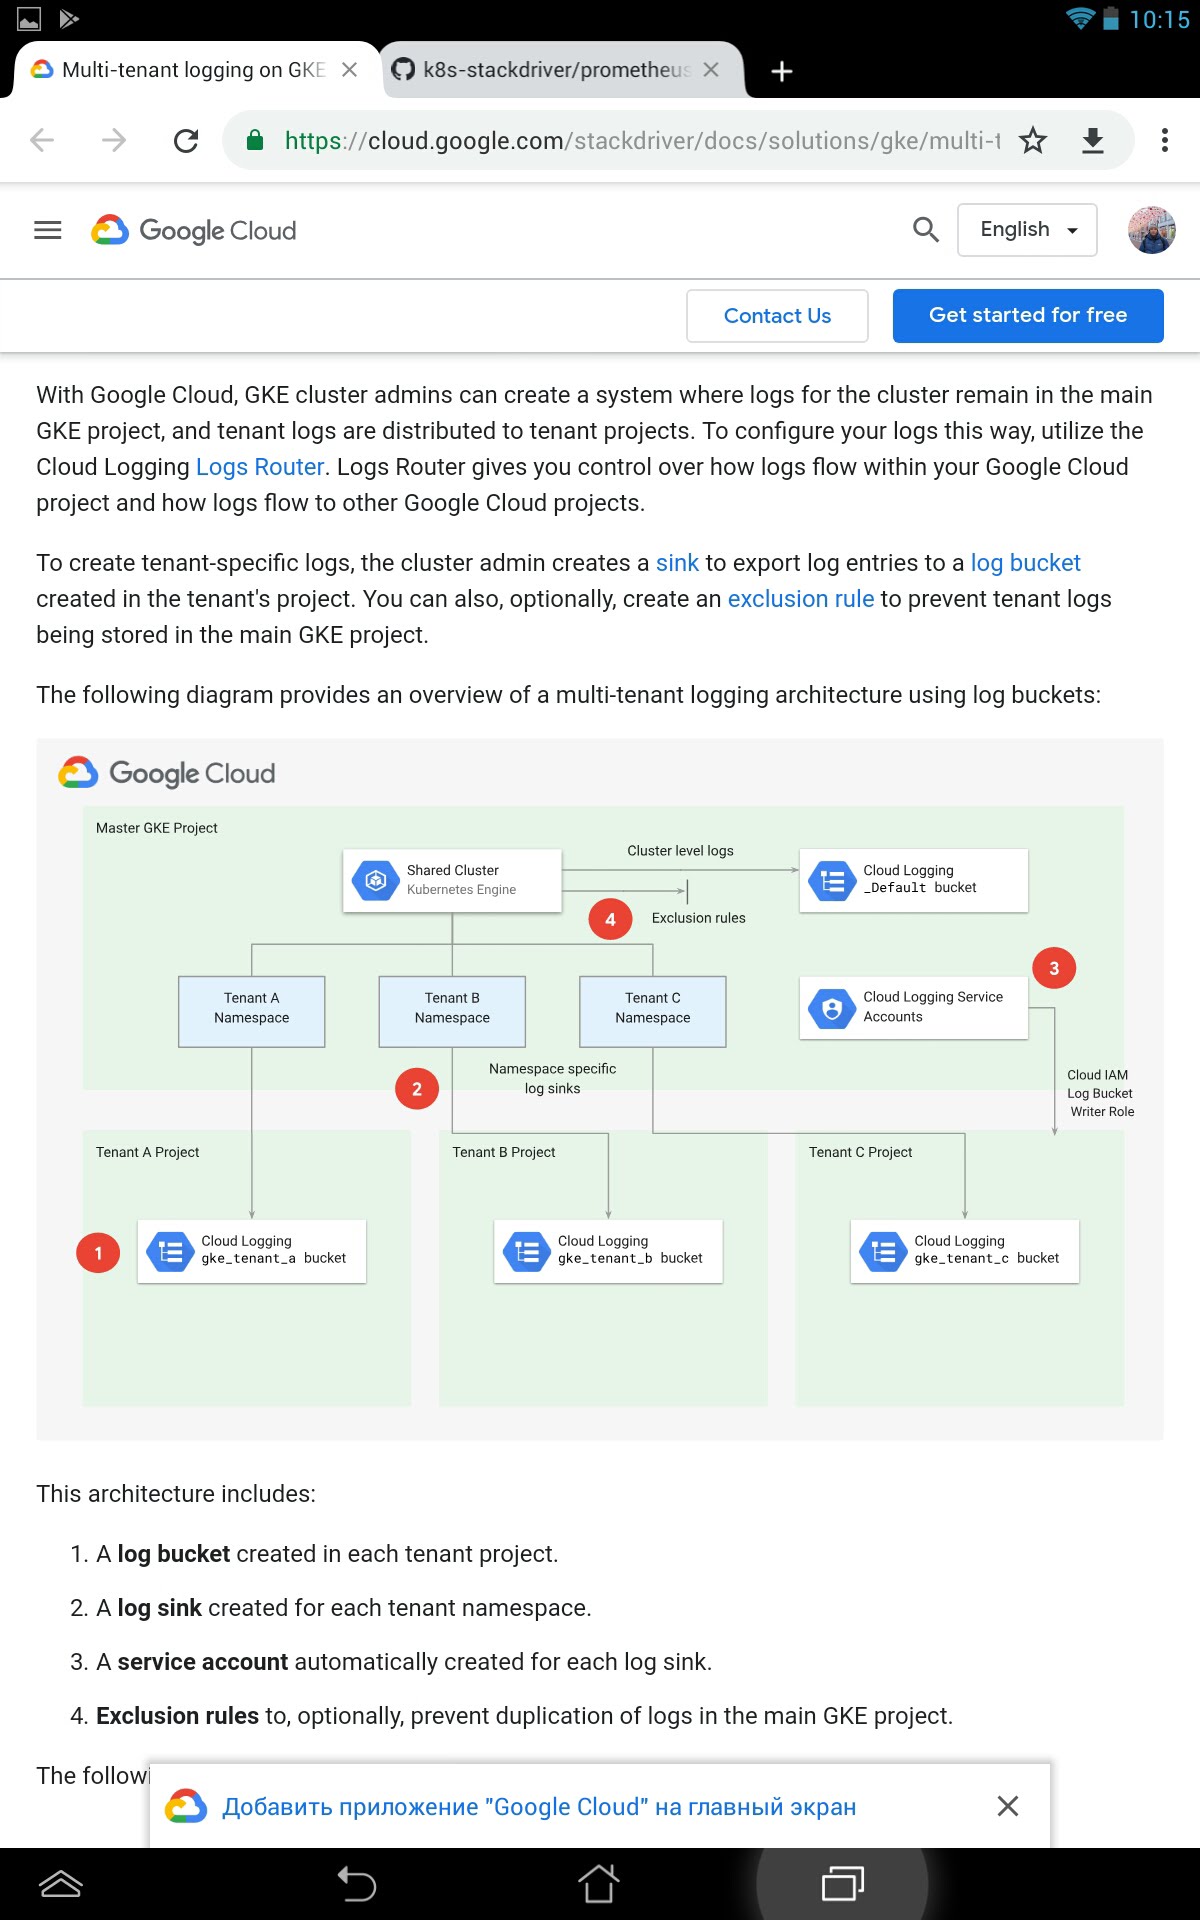 10:15
Multi-tenant logging on GKE
k8s-stackdriver/prometheus
https://cloud.google.com/stackdriver/docs/solutions/gke/multi-t
Google Cloud
English
Contact Us
Get started for free
With Google Cloud, GKE cluster admins can create a system where logs for the cluster remain in the main
GKE project, and tenant logs are distributed to tenant projects. To configure your logs this way, utilize the
Cloud Logging Logs Router. Logs Router gives you control over how logs flow within your Google Cloud
project and how logs flow to other Google Cloud projects.
To create tenant-specific logs, the cluster admin creates a sink to export log entries to a log bucket
created in the tenant's project. You can also, optionally, create an exclusion rule to prevent tenant logs
being stored in the main GKE project.
The following diagram provides an overview of a multi-tenant logging architecture using log buckets:
Google Cloud
Master GKE Project
Shared Cluster
Kubernetes Engine
Cluster level logs
Exclusion rules
4
Cloud Logging
_Default bucket
Tenant A
Namespace
Tenant B
Namespace
Tenant C
Namespace
3
Cloud Logging Service
Accounts
2
Namespace specific
log sinks
Cloud IAM
Log Bucket
Writer Role
Tenant A Project
Tenant B Project
Tenant C Project
1
Cloud Logging
gke_tenant_a bucket
Cloud Logging
gke_tenant_b bucket
Cloud Logging
gke_tenant_c bucket
This architecture includes:
1. A log bucket created in each tenant project.
2. A log sink created for each tenant namespace.
3. A service account automatically created for each log sink.
4. Exclusion rules to, optionally, prevent duplication of logs in the main GKE project.
The followi
Добавить приложение "Google Cloud" на главный экран